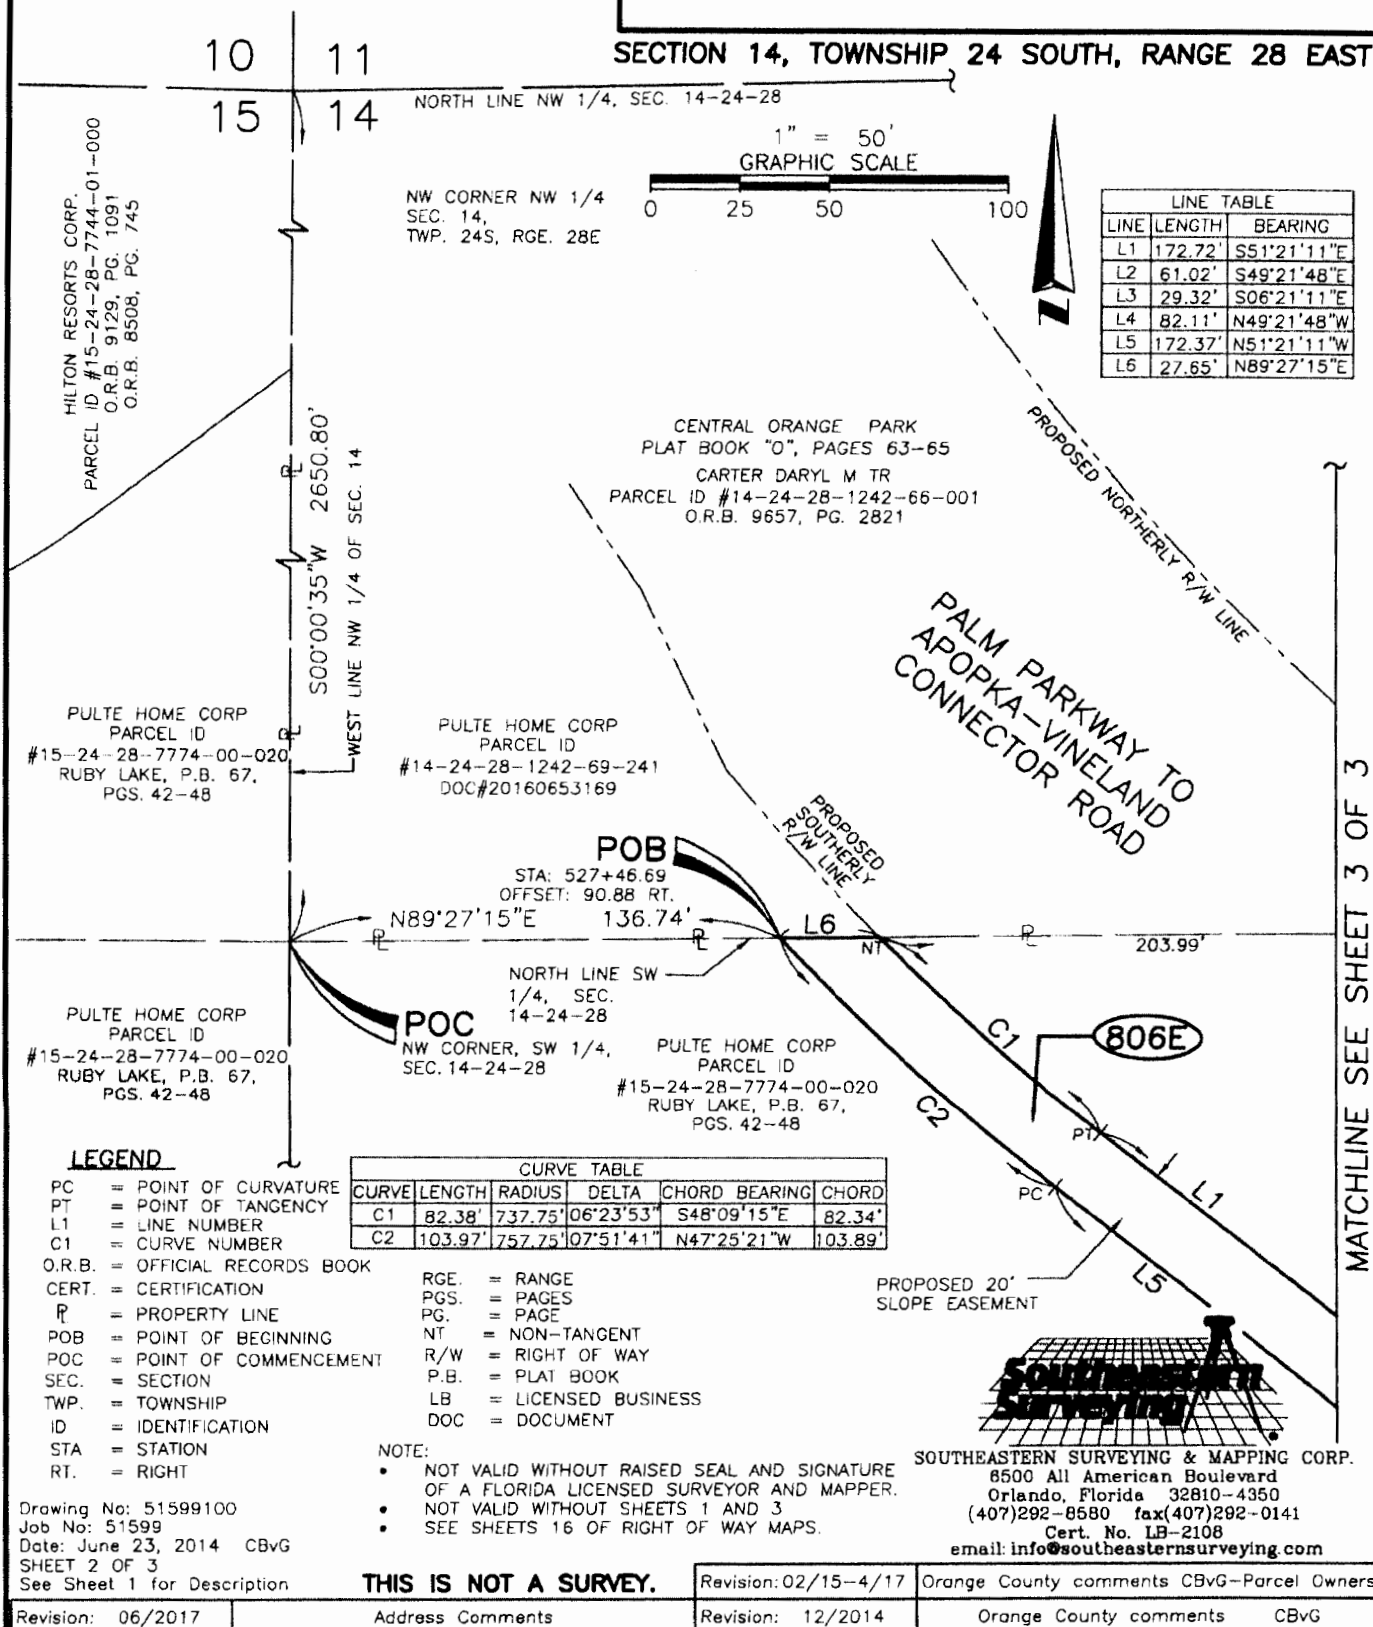 SECTION 14, TOWNSHIP 24 SOUTH, RANGE 28 EAST
10 11
15 14
NORTH LINE NW 1/4, SEC. 14-24-28
1" = 50'
GRAPHIC SCALE
0 25 50 100
NW CORNER NW 1/4
SEC. 14,
TWP. 24S, RGE. 28E
HILTON RESORTS CORP.
PARCEL ID #15-24-28-7744-01-000
O.R.B. 9129, PG. 1091
O.R.B. 8508, PG. 745
LINE TABLE
LINE LENGTH BEARING
L1 172.72' S51°21'11"E
L2 61.02' S49°21'48"E
L3 29.32' S06°21'11"E
L4 82.11' N49°21'48"W
L5 172.37' N51°21'11"W
L6 27.65' N89°27'15"E
CENTRAL ORANGE PARK
PLAT BOOK "O", PAGES 63-65
CARTER DARYL M TR
PARCEL ID #14-24-28-1242-66-001
O.R.B. 9657, PG. 2821
PROPOSED NORTHERLY R/W LINE
S00°00'35"W 2650.80'
WEST LINE NW 1/4 OF SEC. 14
PALM PARKWAY TO
APOPKA-VINELAND
CONNECTOR ROAD
PULTE HOME CORP
PARCEL ID
#15-24-28-7774-00-020
RUBY LAKE, P.B. 67,
PGS. 42-48
PULTE HOME CORP
PARCEL ID
#14-24-28-1242-69-241
DOC#20160653169
PROPOSED
SOUTHERLY
R/W LINE
MATCHLINE SEE SHEET 3 OF 3
POB
STA: 527+46.69
OFFSET: 90.88 RT.
N89°27'15"E 136.74'
L6
NT
203.99'
NORTH LINE SW
1/4, SEC.
14-24-28
POC
NW CORNER, SW 1/4,
SEC. 14-24-28
PULTE HOME CORP
PARCEL ID
#15-24-28-7774-00-020
RUBY LAKE, P.B. 67,
PGS. 42-48
PULTE HOME CORP
PARCEL ID
#15-24-28-7774-00-020
RUBY LAKE, P.B. 67,
PGS. 42-48
C1
806E
C2
PT
PC
L1
L5
PROPOSED 20'
SLOPE EASEMENT
CURVE TABLE
CURVE LENGTH RADIUS DELTA CHORD BEARING CHORD
C1 82.38' 737.75' 06°23'53" S48°09'15"E 82.34'
C2 103.97' 757.75' 07°51'41" N47°25'21"W 103.89'
LEGEND
PC = POINT OF CURVATURE
PT = POINT OF TANGENCY
L1 = LINE NUMBER
C1 = CURVE NUMBER
O.R.B. = OFFICIAL RECORDS BOOK
CERT. = CERTIFICATION
PL = PROPERTY LINE
POB = POINT OF BEGINNING
POC = POINT OF COMMENCEMENT
SEC. = SECTION
TWP. = TOWNSHIP
ID = IDENTIFICATION
STA = STATION
RT. = RIGHT
RGE. = RANGE
PGS. = PAGES
PG. = PAGE
NT = NON-TANGENT
R/W = RIGHT OF WAY
P.B. = PLAT BOOK
LB = LICENSED BUSINESS
DOC = DOCUMENT
NOTE:
• NOT VALID WITHOUT RAISED SEAL AND SIGNATURE
OF A FLORIDA LICENSED SURVEYOR AND MAPPER.
• NOT VALID WITHOUT SHEETS 1 AND 3
• SEE SHEETS 16 OF RIGHT OF WAY MAPS.
Southeastern
Surveying
SOUTHEASTERN SURVEYING & MAPPING CORP.
6500 All American Boulevard
Orlando, Florida 32810-4350
(407)292-8580 fax(407)292-0141
Cert. No. LB-2108
email: info@southeasternsurveying.com
Drawing No: 51599100
Job No: 51599
Date: June 23, 2014 CBvG
SHEET 2 OF 3
See Sheet 1 for Description
THIS IS NOT A SURVEY.
Revision: 02/15-4/17 Orange County comments CBvG-Parcel Owners
Revision: 06/2017 Address Comments Revision: 12/2014 Orange County comments CBvG